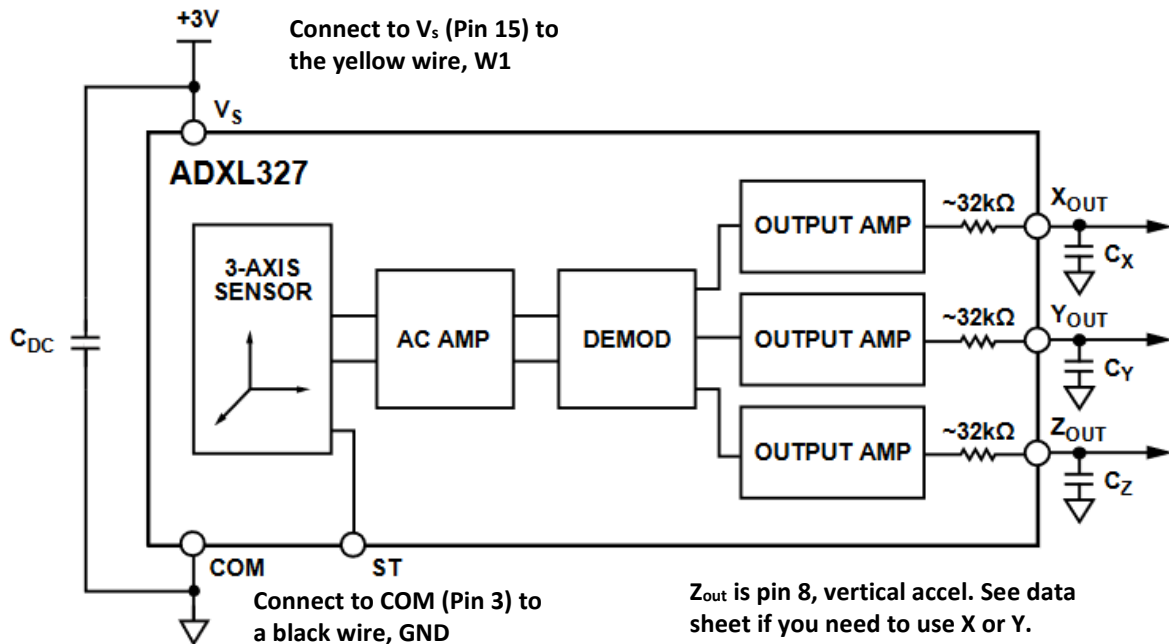 +3V
Connect to Vs (Pin 15) to
the yellow wire, W1
VS
ADXL327
3-AXIS
SENSOR
AC AMP
DEMOD
OUTPUT AMP
~32kΩ
XOUT
CX
OUTPUT AMP
~32kΩ
YOUT
CY
OUTPUT AMP
~32kΩ
ZOUT
CZ
CDC
COM
ST
Connect to COM (Pin 3) to
a black wire, GND
Zout is pin 8, vertical accel. See data
sheet if you need to use X or Y.